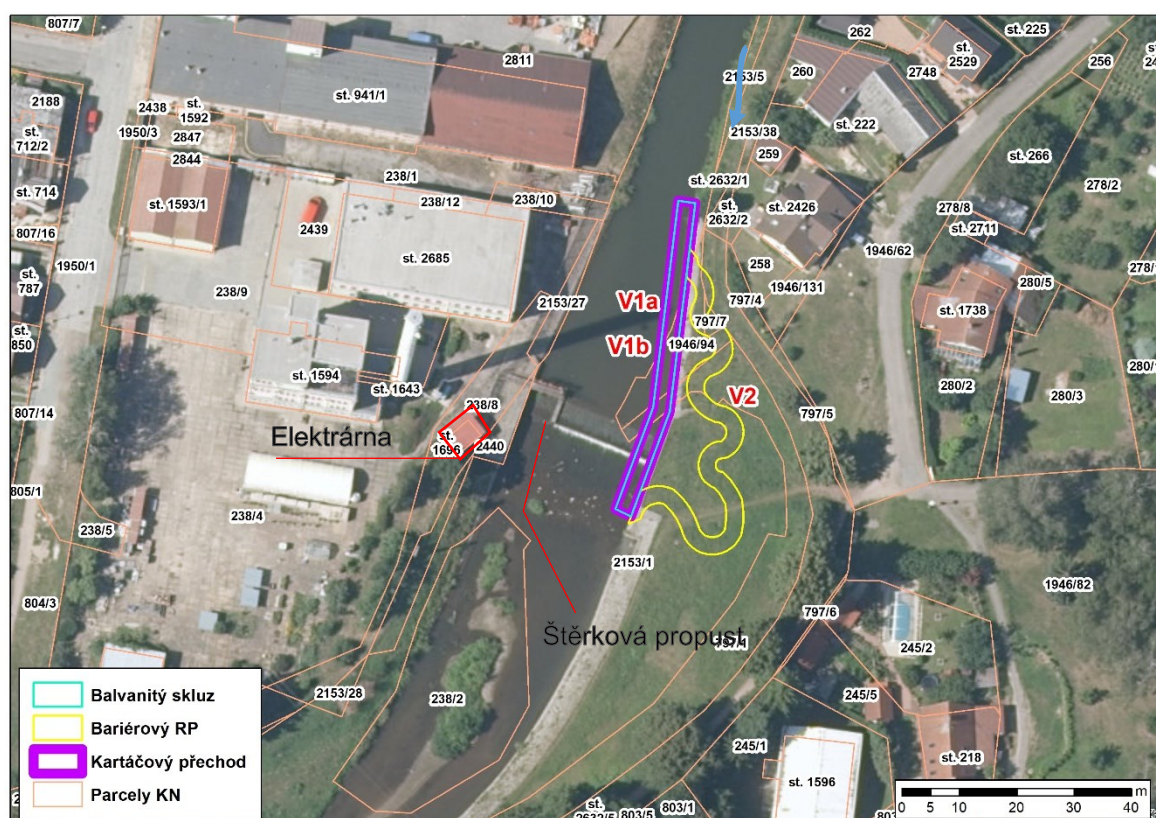 807/7
262
st.
2529
st. 225
256
2811
2153/5
260
2748
2188
2438
st.
1592
st. 941/1
st.
712/2
1950/3
2847
2153/38
st. 222
2844
259
st. 266
st. 714
238/1
st. 2632/1
278/2
st. 1593/1
238/12
238/10
st.
2632/2
st. 2426
278/8
st. 2711
807/16
2439
1946/62
1950/1
st. 2685
258
st.
787
238/9
2153/27
797/4
1946/131
280/5
V1a
797/7
st. 1738
st.
850
V1b
1946/94
st. 1594
st. 1643
280/2
280/3
V2
238/8
807/14
797/5
Elektrárna
st.
1696
2440
805/1
238/4
238/5
2153/1
1946/82
804/3
797/6
Štěrková propust
797/1
245/2
2153/28
238/2
245/5
245/1
st. 218
st. 1596
803/1
st.
2632/5
803/5
Balvanitý skluz
Bariérový RP
Kartáčový přechod
Parcely KN
m
0 5 10 20 30 40